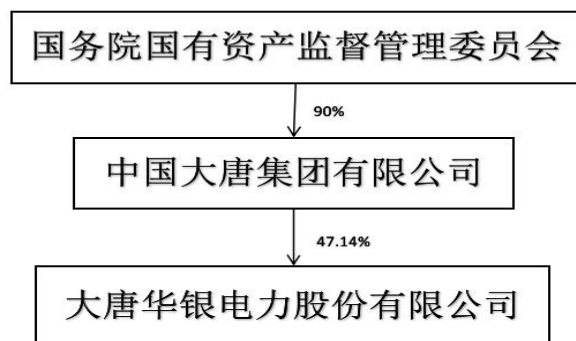 国务院国有资产监督管理委员会
90%
中国大唐集团有限公司
47.14%
大唐华银电力股份有限公司